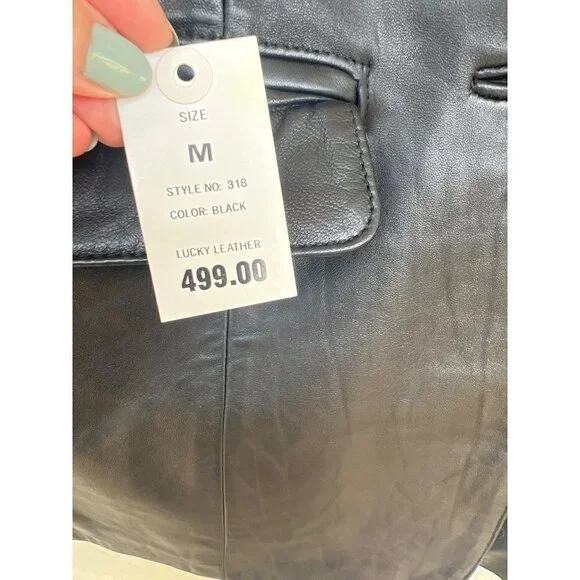 SIZE
M
STYLE NO: 318
COLOR: BLACK
LUCKY LEATHER
499.00